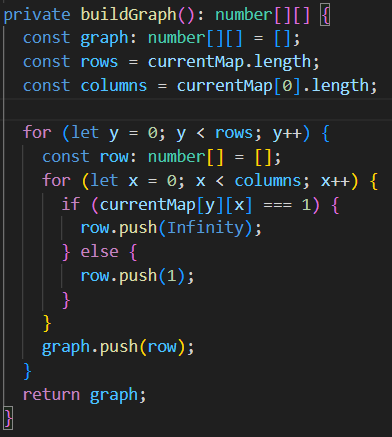 private buildGraph(): number[][] {
const graph: number[][] = [];
const rows = currentMap.length;
const columns = currentMap[0].length;
for (let y = 0; y < rows; y++) {
const row: number[] = [];
for (let x = 0; x < columns; x++) {
if (currentMap[y][x] === 1) {
row.push(Infinity);
} else {
row.push(1);
}
}
graph.push(row);
}
return graph;
}